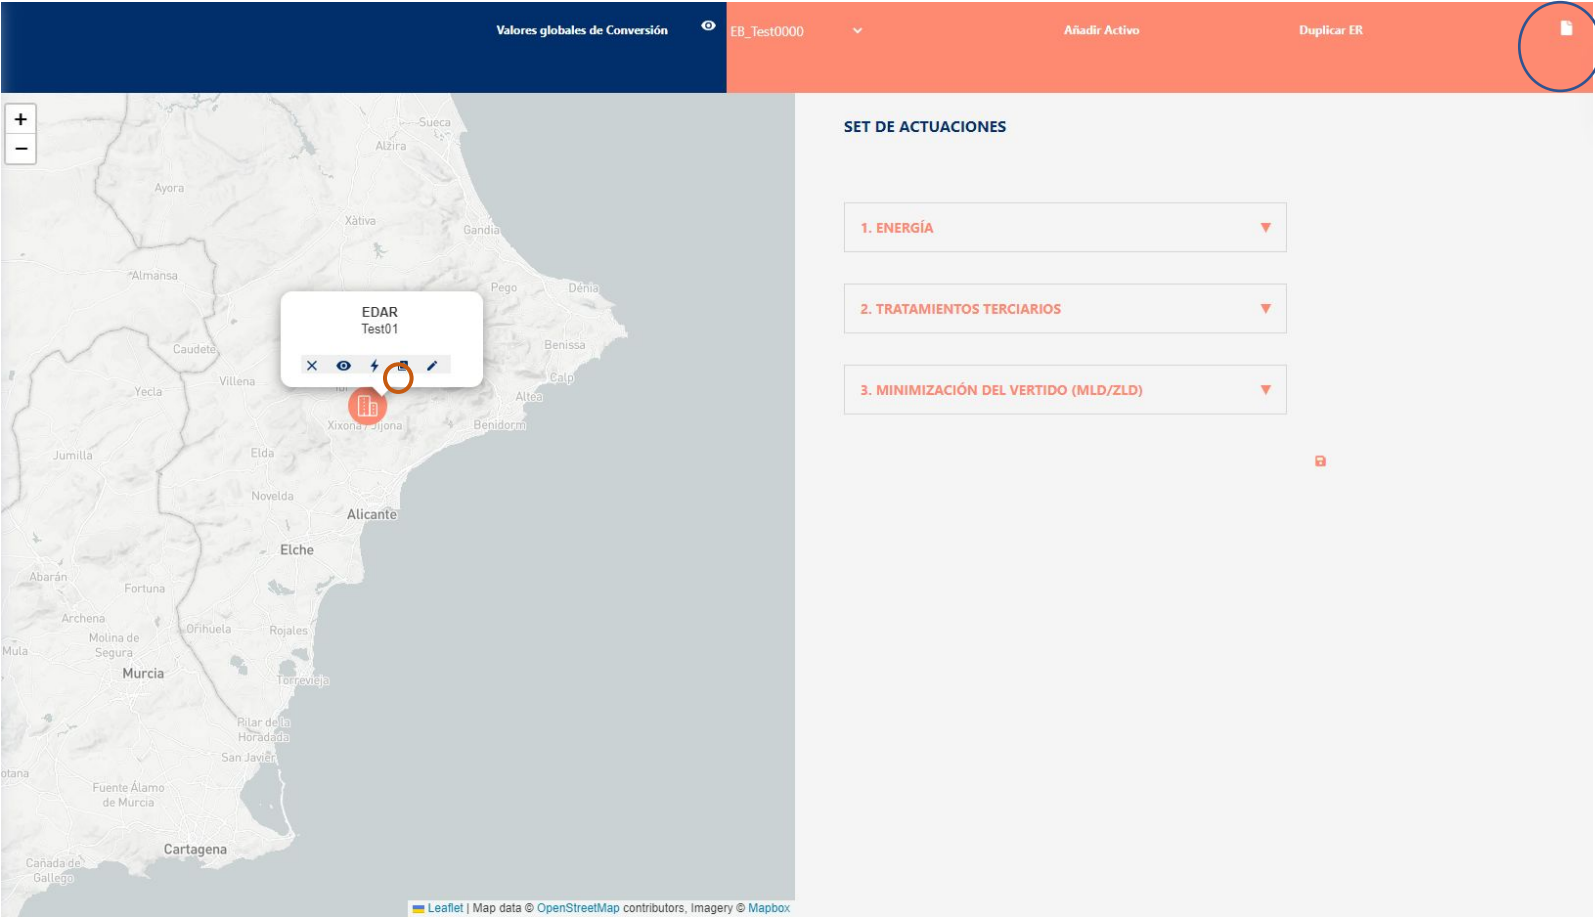 Valores globales de Conversión
EB_Test0000
Añadir Activo
Duplicar ER
+
−
SET DE ACTUACIONES
1. ENERGÍA
2. TRATAMIENTOS TERCIARIOS
3. MINIMIZACIÓN DEL VERTIDO (MLD/ZLD)
EDAR
Test01
Sueca
Alzira
Ayora
Xàtiva
Gandia
Almansa
Pego
Dénia
Caudete
Benissa
Calp
Yecla
Villena
Altea
Xixona / Jijona
Benidorm
Jumilla
Elda
Novelda
Alicante
Elche
Abarán
Fortuna
Archena
Molina de
Segura
Orihuela
Rojales
Mula
Murcia
Torrevieja
Pilar de la
Horadada
San Javier
otana
Fuente Álamo
de Murcia
Cartagena
Cañada de
Gallego
Leaflet | Map data © OpenStreetMap contributors, Imagery © Mapbox